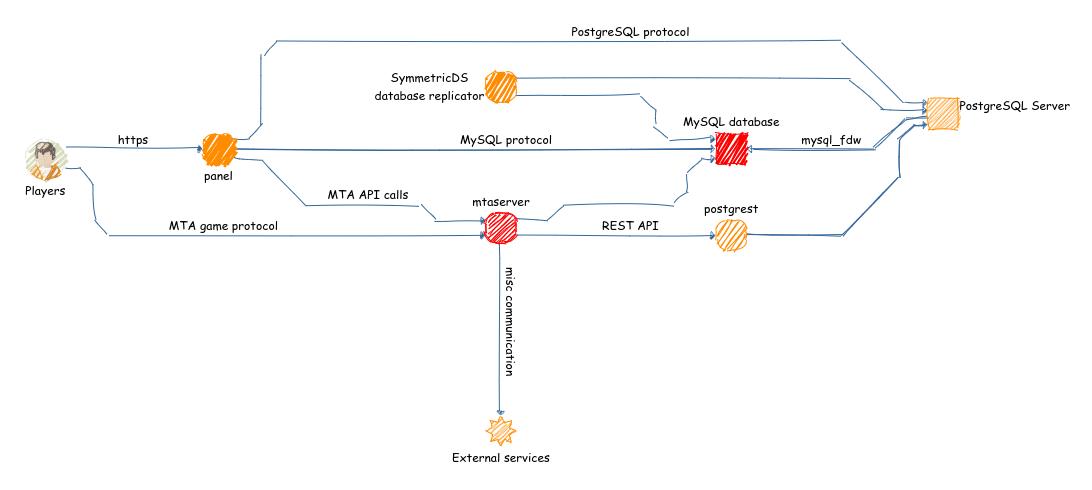 PostgreSQL protocol
SymmetricDS
database replicator
PostgreSQL Server
MySQL database
https
MySQL protocol
mysql_fdw
panel
Players
MTA API calls
mtaserver
postgrest
MTA game protocol
REST API
misc communication
External services